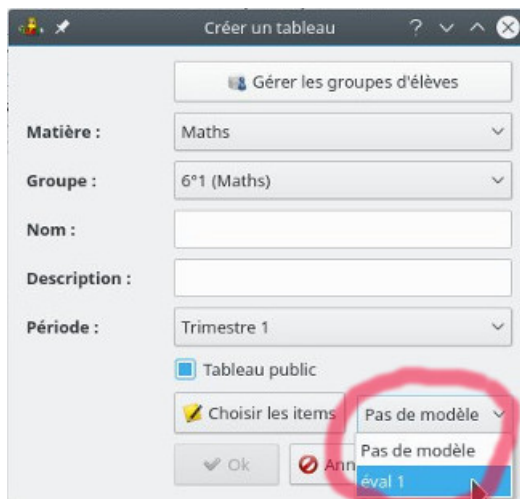 Créer un tableau
Gérer les groupes d'élèves
Matière : Maths
Groupe : 6°1 (Maths)
Nom :
Description :
Période : Trimestre 1
Tableau public
Choisir les items Pas de modèle
Pas de modèle
Ok Ann
éval 1